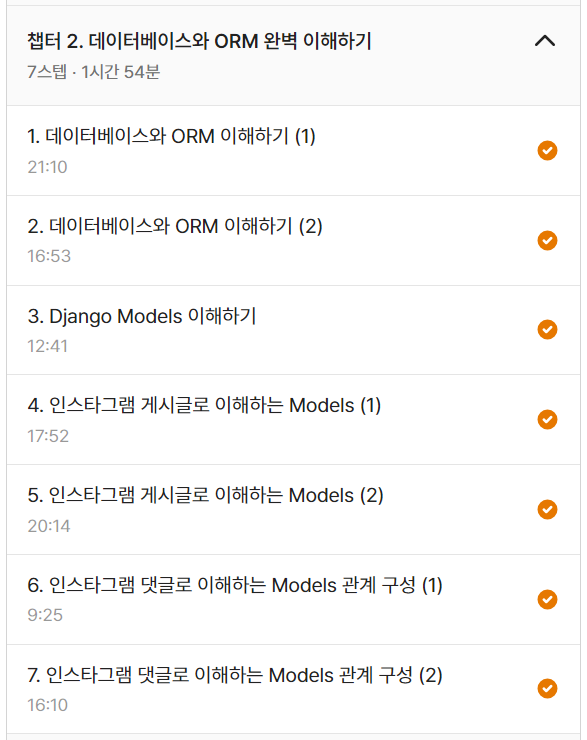 챕터 2. 데이터베이스와 ORM 완벽 이해하기
7스텝 · 1시간 54분
1. 데이터베이스와 ORM 이해하기 (1)
21:10
2. 데이터베이스와 ORM 이해하기 (2)
16:53
3. Django Models 이해하기
12:41
4. 인스타그램 게시글로 이해하는 Models (1)
17:52
5. 인스타그램 게시글로 이해하는 Models (2)
20:14
6. 인스타그램 댓글로 이해하는 Models 관계 구성 (1)
9:25
7. 인스타그램 댓글로 이해하는 Models 관계 구성 (2)
16:10